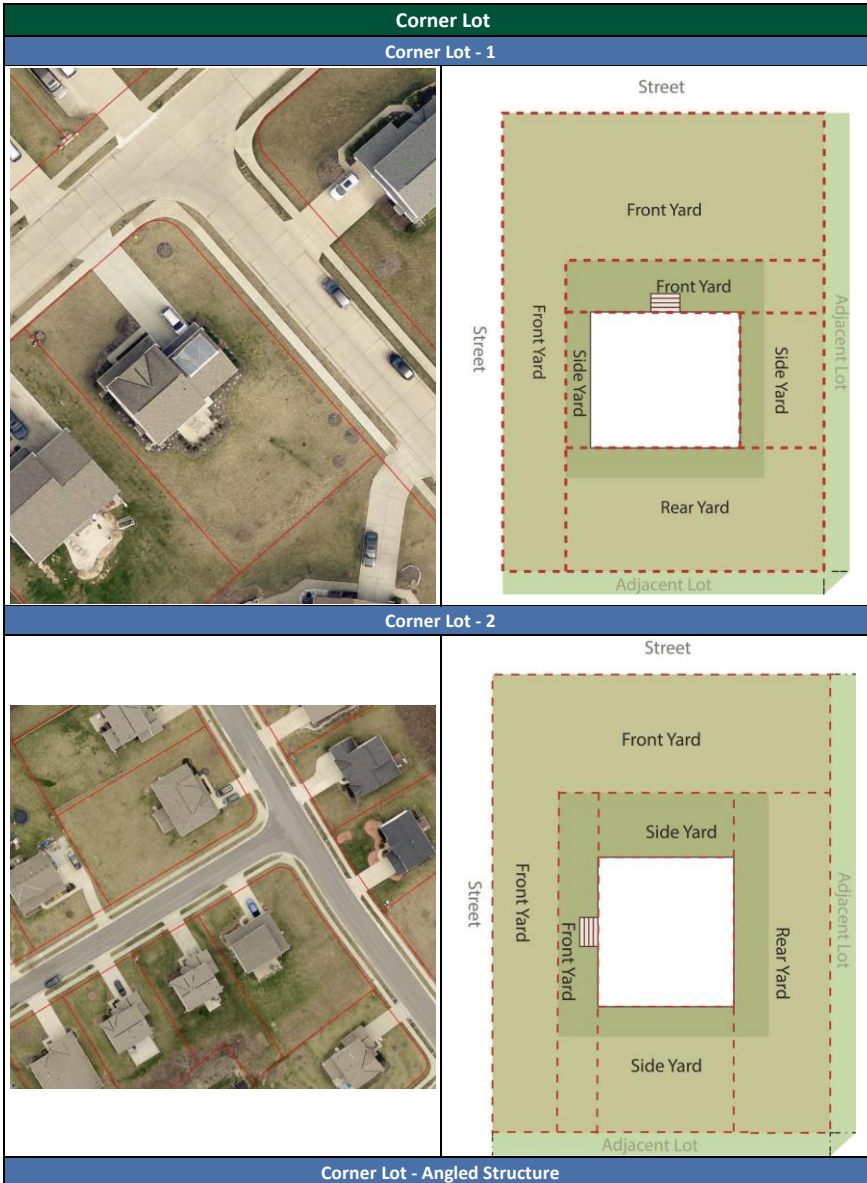 Corner Lot
Corner Lot - 1
Street
Front Yard
Front Yard
Street
Front Yard
Side Yard
Side Yard
Adjacent Lot
Rear Yard
Adjacent Lot
Corner Lot - 2
Street
Front Yard
Side Yard
Street
Front Yard
Front Yard
Rear Yard
Adjacent Lot
Side Yard
Adjacent Lot
Corner Lot - Angled Structure